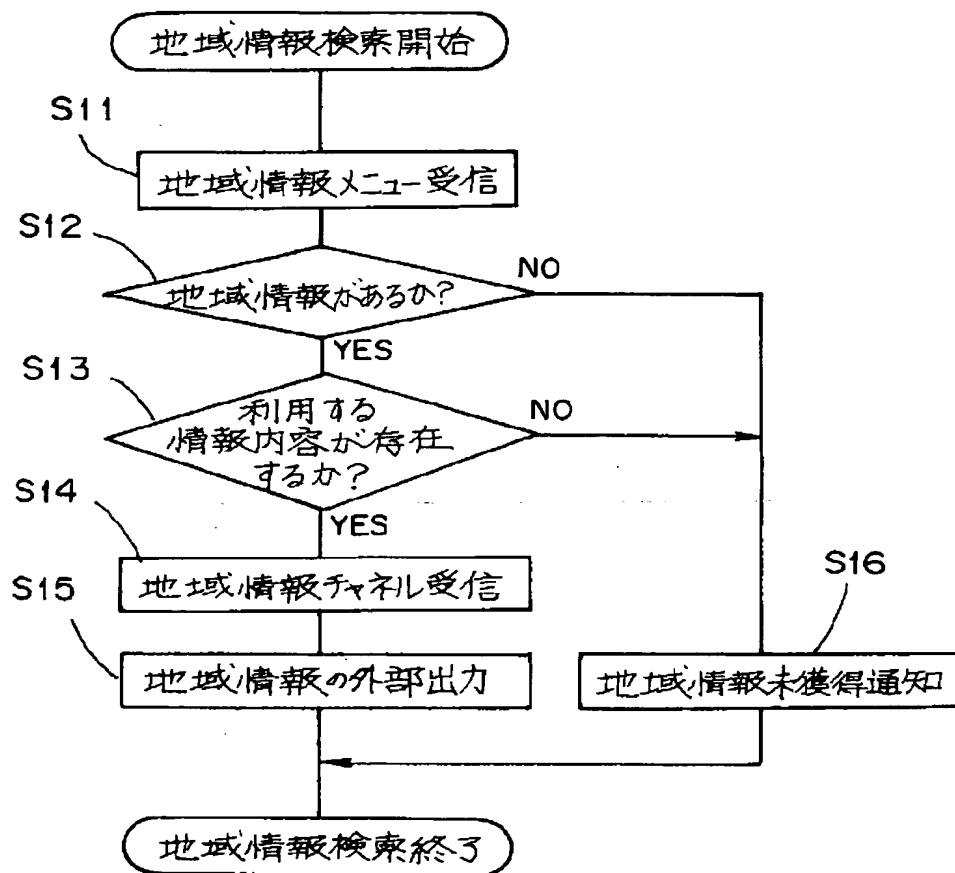 地域情報検索開始
S11
地域情報メニュー受信
S12
地域情報があるか?
NO
YES
S13
利用する
情報内容が存在
するか?
NO
YES
S14
地域情報チャネル受信
S15
地域情報の外部出力
S16
地域情報未獲得通知
地域情報検索終了